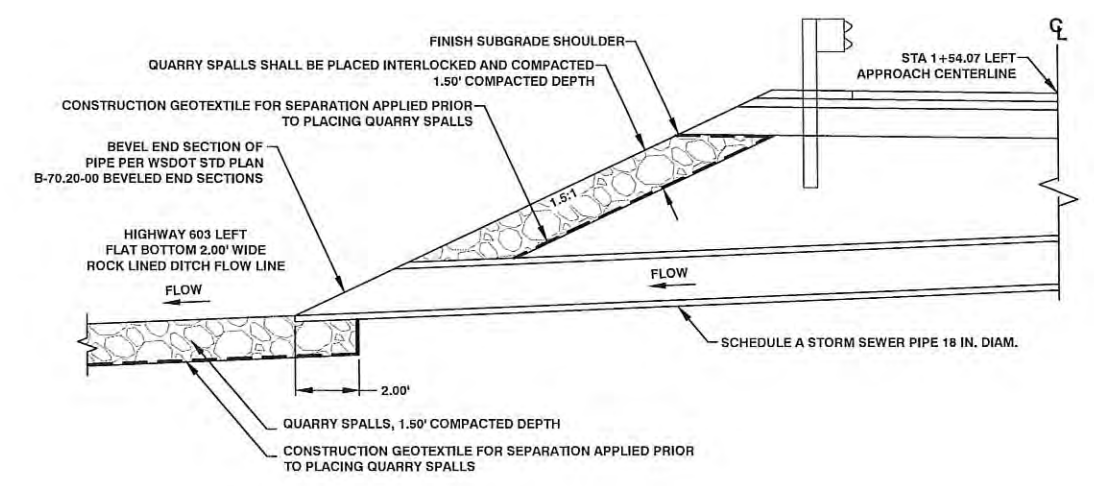 FINISH SUBGRADE SHOULDER
QUARRY SPALLS SHALL BE PLACED INTERLOCKED AND COMPACTED
1.50' COMPACTED DEPTH
CONSTRUCTION GEOTEXTILE FOR SEPARATION APPLIED PRIOR
TO PLACING QUARRY SPALLS
BEVEL END SECTION OF
PIPE PER WSDOT STD PLAN
B-70.20-00 BEVELED END SECTIONS
HIGHWAY 603 LEFT
FLAT BOTTOM 2.00' WIDE
ROCK LINED DITCH FLOW LINE
FLOW
1.5:1
FLOW
℄
STA 1+54.07 LEFT
APPROACH CENTERLINE
SCHEDULE A STORM SEWER PIPE 18 IN. DIAM.
2.00'
QUARRY SPALLS, 1.50' COMPACTED DEPTH
CONSTRUCTION GEOTEXTILE FOR SEPARATION APPLIED PRIOR
TO PLACING QUARRY SPALLS